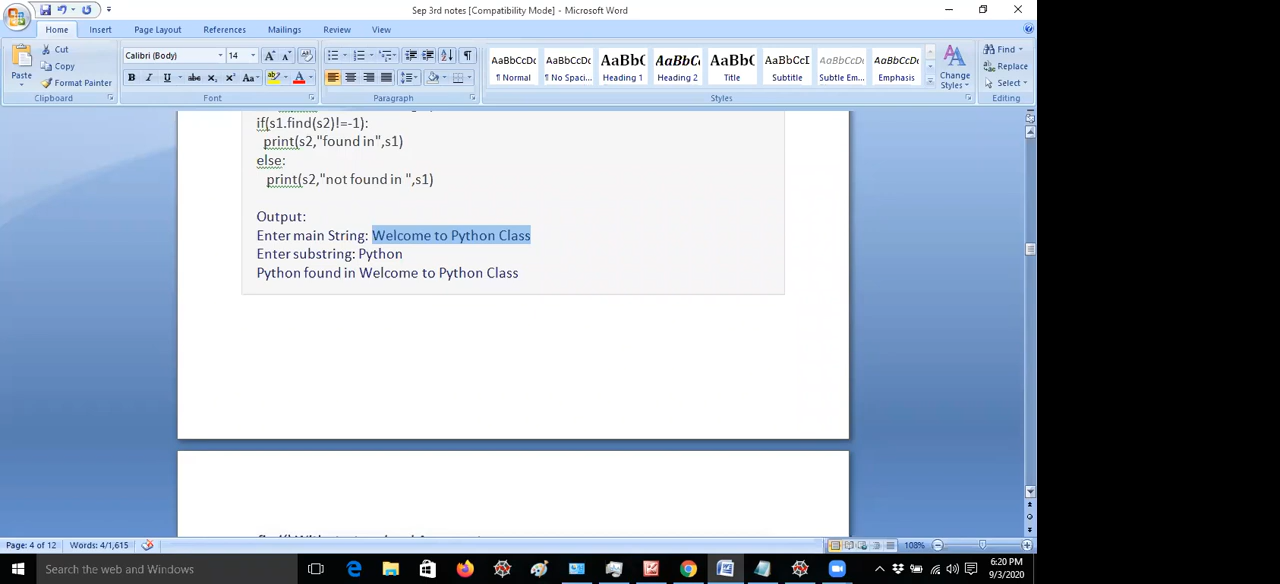 Sep 3rd notes [Compatibility Mode] - Microsoft Word
Home Insert Page Layout References Mailings Review View
Paste
Cut
Copy
Format Painter
Clipboard
Calibri (Body) 14
Font
Paragraph
AaBbCcDc AaBbCcDc AaBbC AaBbCc AaBb( AaBbCcI AaBbCcDa AaBbCcDa
¶ Normal ¶ No Spaci... Heading 1 Heading 2 Title Subtitle Subtle Em... Emphasis
Change
Styles
Styles
Find
Replace
Select
Editing
if(s1.find(s2)!=-1):
print(s2,"found in",s1)
else:
print(s2,"not found in ",s1)
Output:
Enter main String: Welcome to Python Class
Enter substring: Python
Python found in Welcome to Python Class
Page: 4 of 12 Words: 4/1,615 108%
Search the web and Windows
6:20 PM
9/3/2020